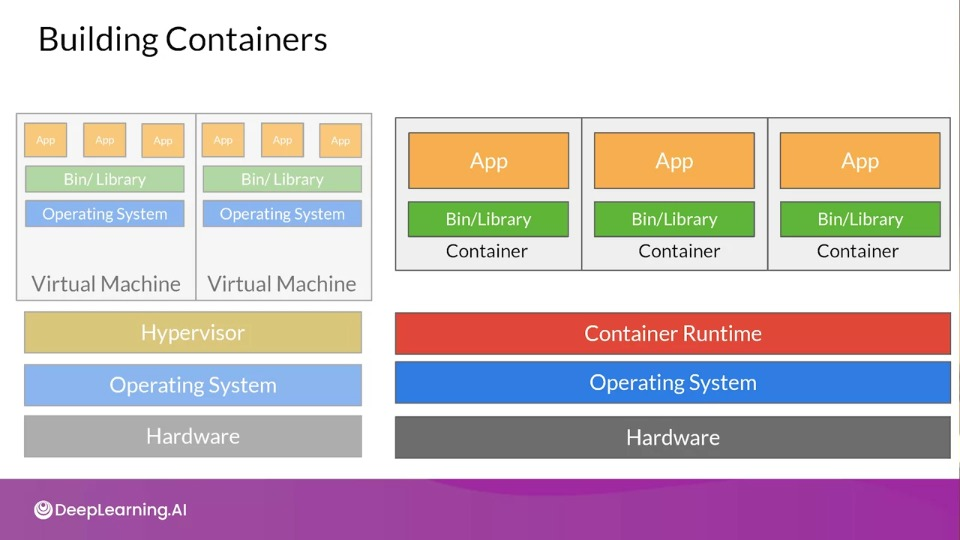 Building Containers
App App App App App App
Bin/ Library Bin/ Library
Operating System Operating System
Virtual Machine Virtual Machine
Hypervisor
Operating System
Hardware
App App App
Bin/Library Bin/Library Bin/Library
Container Container Container
Container Runtime
Operating System
Hardware
DeepLearning.AI